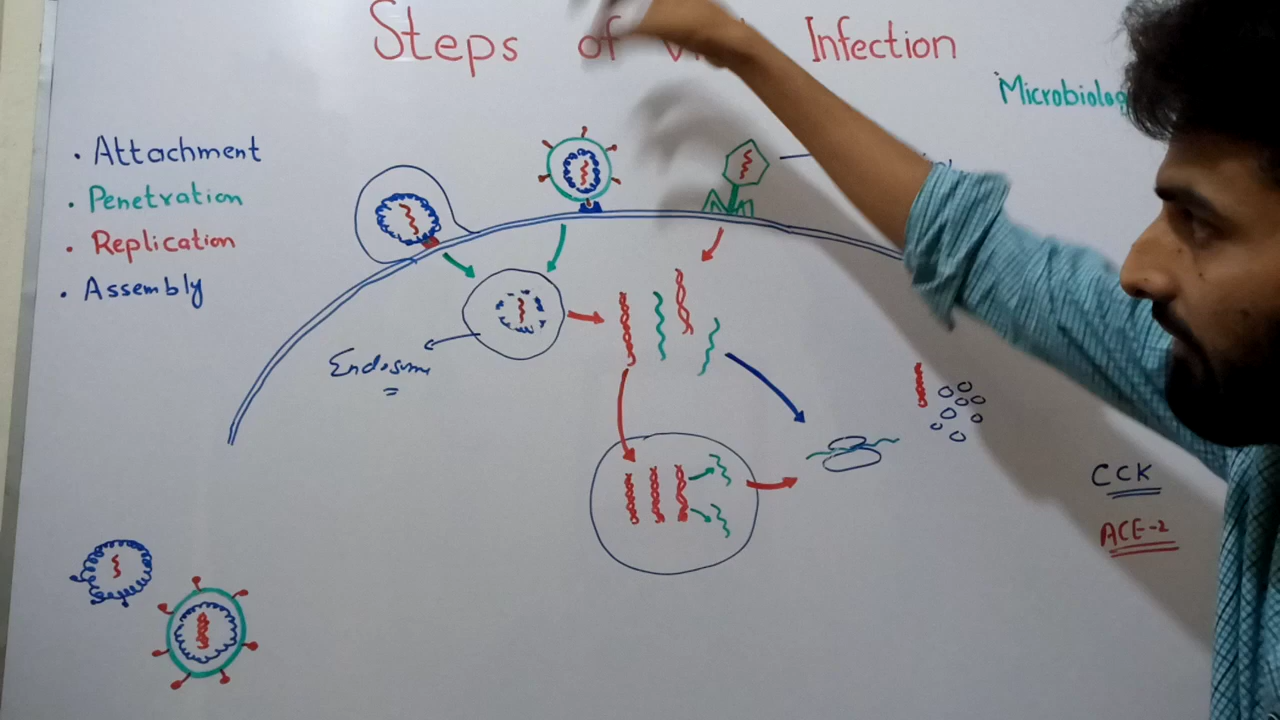 Steps of Infection
Microbiolog
. Attachment
. Penetration
. Replication
. Assembly
Endosome
CCK
ACE-2